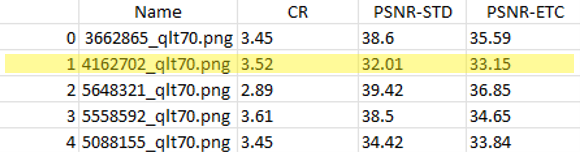 Name CR PSNR-STD PSNR-ETC
0 3662865_qlt70.png 3.45 38.6 35.59
1 4162702_qlt70.png 3.52 32.01 33.15
2 5648321_qlt70.png 2.89 39.42 36.85
3 5558592_qlt70.png 3.61 38.5 34.65
4 5088155_qlt70.png 3.45 34.42 33.84